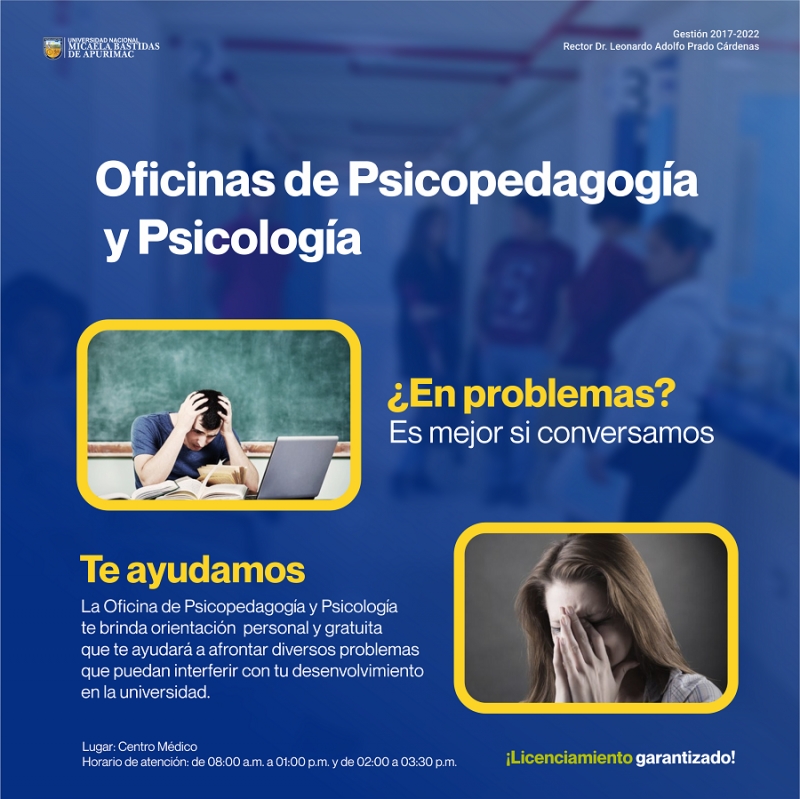 UNIVERSIDAD NACIONAL
MICAELA BASTIDAS
DE APURIMAC
Gestión 2017-2022
Rector Dr. Leonardo Adolfo Prado Cárdenas
Oficinas de Psicopedagogía
y Psicología
¿En problemas?
Es mejor si conversamos
Te ayudamos
La Oficina de Psicopedagogía y Psicología
te brinda orientación personal y gratuita
que te ayudará a afrontar diversos problemas
que puedan interferir con tu desenvolvimiento
en la universidad.
Lugar: Centro Médico
Horario de atención: de 08:00 a.m. a 01:00 p.m. y de 02:00 a 03:30 p.m.
¡Licenciamiento garantizado!